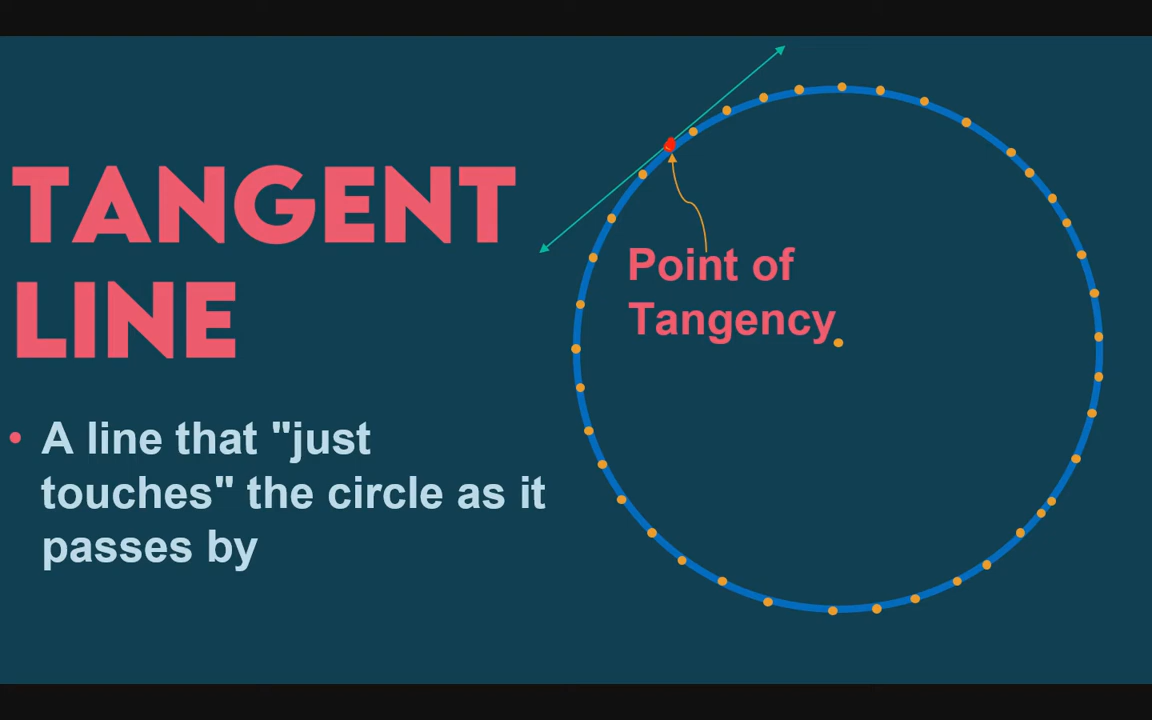 TANGENT
LINE
• A line that "just
touches" the circle as it
passes by
Point of
Tangency